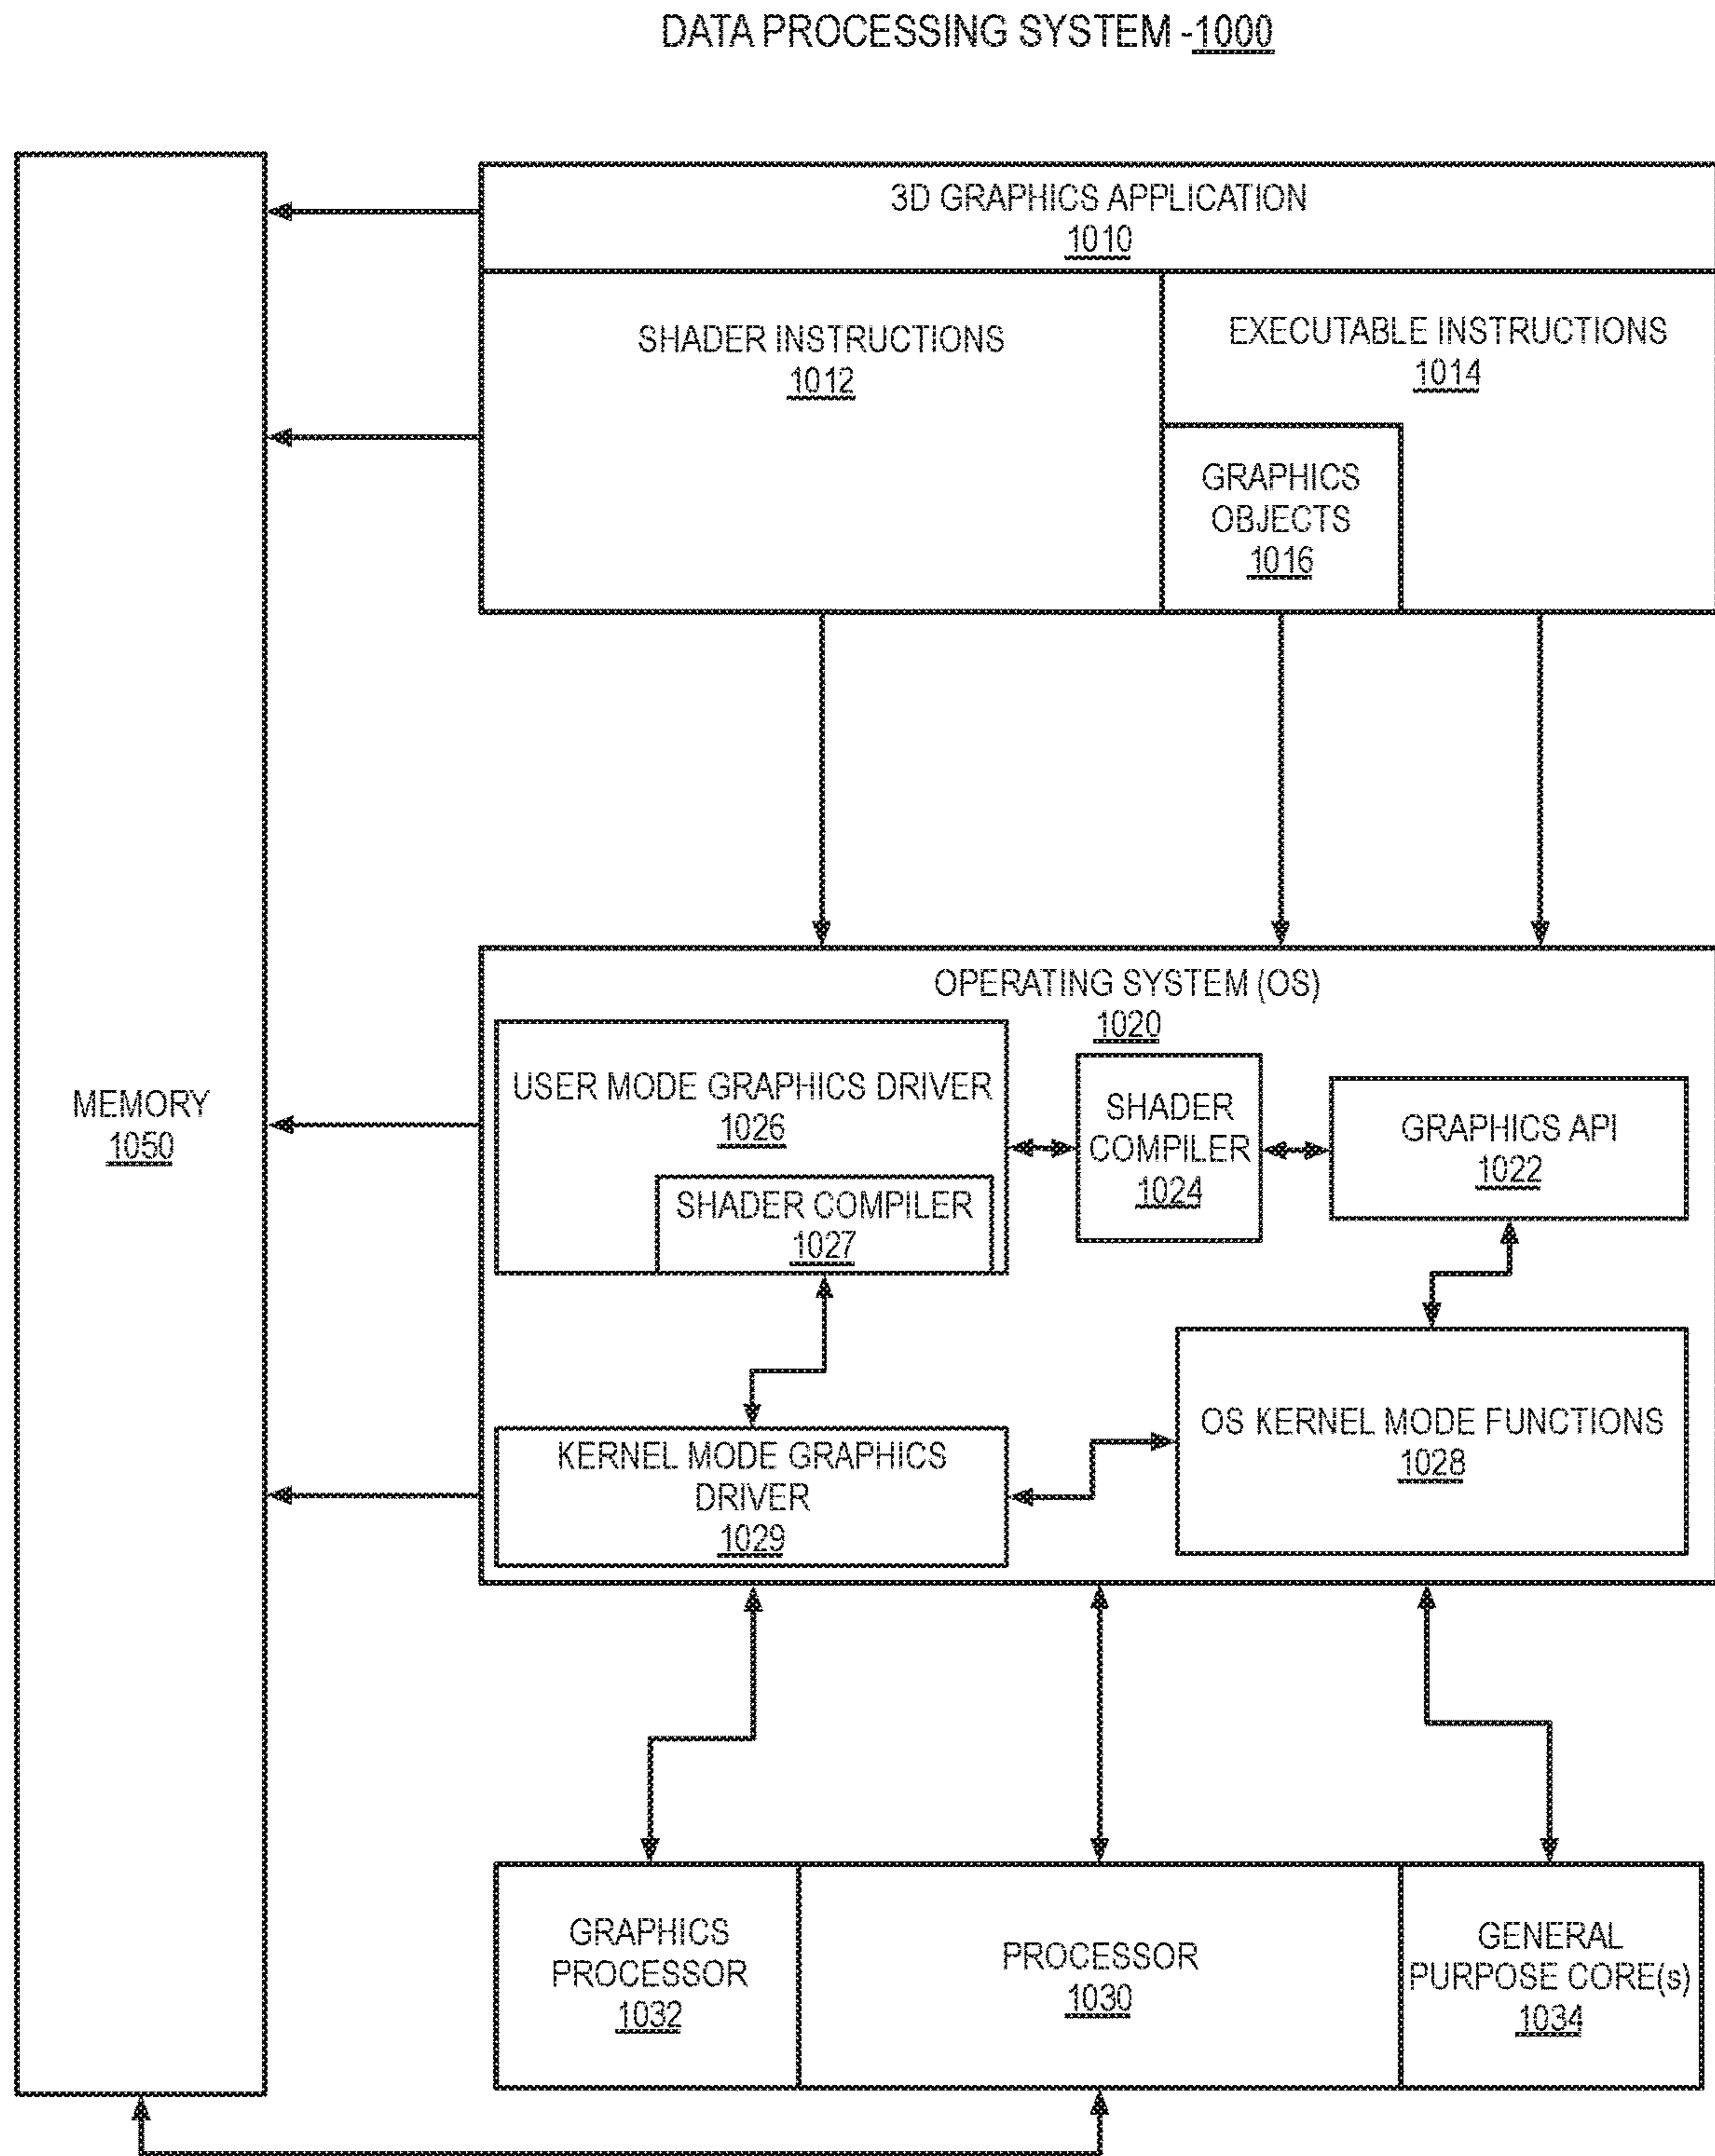 DATA PROCESSING SYSTEM -1000
3D GRAPHICS APPLICATION
1010
SHADER INSTRUCTIONS
1012
EXECUTABLE INSTRUCTIONS
1014
GRAPHICS
OBJECTS
1016
MEMORY
1050
OPERATING SYSTEM (OS)
1020
USER MODE GRAPHICS DRIVER
1026
SHADER COMPILER
1027
SHADER
COMPILER
1024
GRAPHICS API
1022
KERNEL MODE GRAPHICS
DRIVER
1029
OS KERNEL MODE FUNCTIONS
1028
GRAPHICS
PROCESSOR
1032
PROCESSOR
1030
GENERAL
PURPOSE CORE(s)
1034